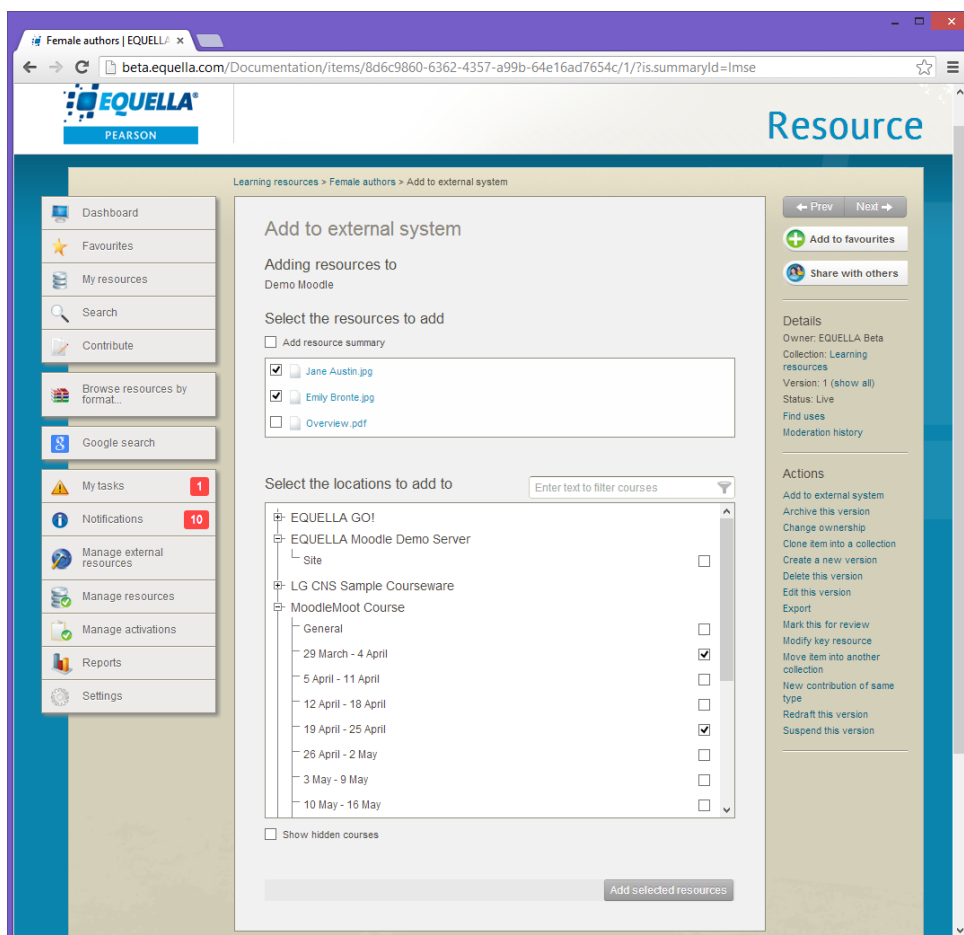 Female authors | EQUELLA
beta.equella.com/Documentation/items/8d6c9860-6362-4357-a99b-64e16ad7654c/1/?is.summaryId=lmse
EQUELLA®
PEARSON
Resource
Learning resources > Female authors > Add to external system
Dashboard
Favourites
My resources
Search
Contribute
Browse resources by
format...
Google search
My tasks 1
Notifications 10
Manage external
resources
Manage resources
Manage activations
Reports
Settings
Add to external system
Adding resources to
Demo Moodle
Select the resources to add
Add resource summary
Jane Austin.jpg
Emily Bronte.jpg
Overview.pdf
Select the locations to add to
Enter text to filter courses
EQUELLA GO!
EQUELLA Moodle Demo Server
Site
LG CNS Sample Courseware
MoodleMoot Course
General
29 March - 4 April
5 April - 11 April
12 April - 18 April
19 April - 25 April
26 April - 2 May
3 May - 9 May
10 May - 16 May
Show hidden courses
Add selected resources
Prev Next
Add to favourites
Share with others
Details
Owner: EQUELLA Beta
Collection: Learning
resources
Version: 1 (show all)
Status: Live
Find uses
Moderation history
Actions
Add to external system
Archive this version
Change ownership
Clone item into a collection
Create a new version
Delete this version
Edit this version
Export
Mark this for review
Modify key resource
Move item into another
collection
New contribution of same
type
Redraft this version
Suspend this version